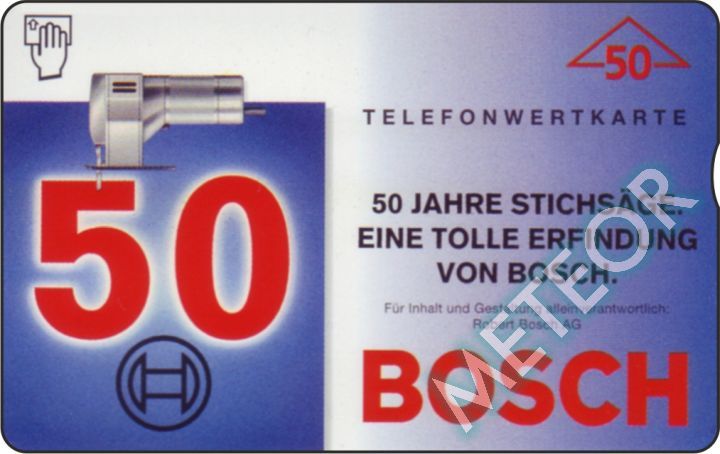 50
TELEFONWERTKARTE
50
50 JAHRE STICHSÄGE.
EINE TOLLE ERFINDUNG
VON BOSCH.
Für Inhalt und Gestaltung allein verantwortlich:
Robert Bosch AG
BOSCH
METEOR